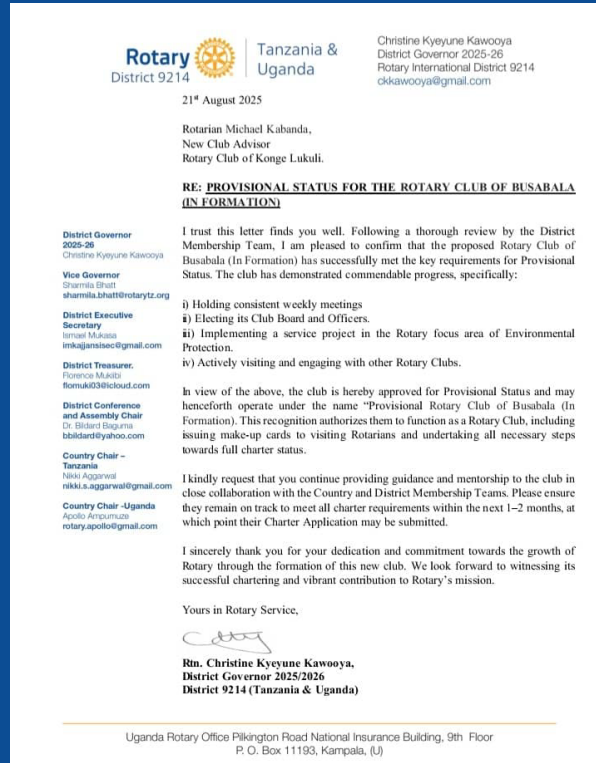 Rotary
District 9214
Tanzania &
Uganda
Christine Kyeyune Kawooya
District Governor 2025-26
Rotary International District 9214
ckkawooya@gmail.com
21st August 2025
Rotarian Michael Kabanda,
New Club Advisor
Rotary Club of Konge Lukuli.
RE: PROVISIONAL STATUS FOR THE ROTARY CLUB OF BUSABALA
(IN FORMATION)
District Governor
2025-26
Christine Kyeyune Kawooya
Vice Governor
Sharmila Bhatt
sharmila.bhatt@rotarytz.org
District Executive
Secretary
Ismael Mukasa
imkajjansisec@gmail.com
District Treasurer.
Florence Mukiibi
flomuki03@icloud.com
District Conference
and Assembly Chair
Dr. Bildard Baguma
bbildard@yahoo.com
Country Chair –
Tanzania
Nikki Aggarwal
nikki.s.aggarwal@gmail.com
Country Chair -Uganda
Apollo Ampumuze
rotary.apollo@gmail.com
I trust this letter finds you well. Following a thorough review by the District
Membership Team, I am pleased to confirm that the proposed Rotary Club of
Busabala (In Formation) has successfully met the key requirements for Provisional
Status. The club has demonstrated commendable progress, specifically:
i) Holding consistent weekly meetings
ii) Electing its Club Board and Officers.
iii) Implementing a service project in the Rotary focus area of Environmental
Protection.
iv) Actively visiting and engaging with other Rotary Clubs.
In view of the above, the club is hereby approved for Provisional Status and may
henceforth operate under the name “Provisional Rotary Club of Busabala (In
Formation). This recognition authorizes them to function as a Rotary Club, including
issuing make-up cards to visiting Rotarians and undertaking all necessary steps
towards full charter status.
I kindly request that you continue providing guidance and mentorship to the club in
close collaboration with the Country and District Membership Teams. Please ensure
they remain on track to meet all charter requirements within the next 1–2 months, at
which point their Charter Application may be submitted.
I sincerely thank you for your dedication and commitment towards the growth of
Rotary through the formation of this new club. We look forward to witnessing its
successful chartering and vibrant contribution to Rotary’s mission.
Yours in Rotary Service,
Rtn. Christine Kyeyune Kawooya,
District Governor 2025/2026
District 9214 (Tanzania & Uganda)
Uganda Rotary Office Pilkington Road National Insurance Building, 9th Floor
P. O. Box 11193, Kampala, (U)